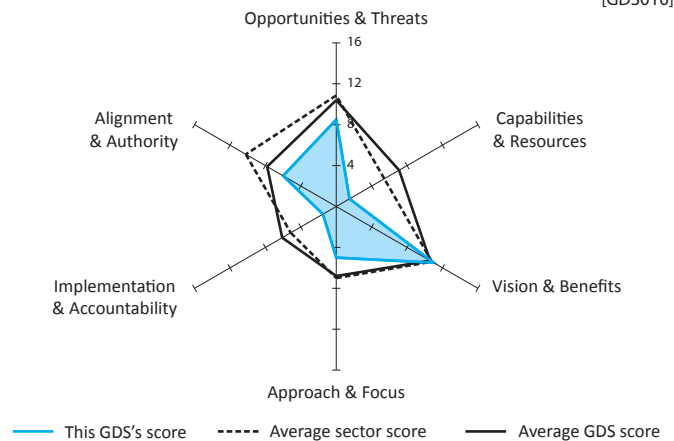 Opportunities & Threats
16
12
8
4
Alignment
& Authority
Capabilities
& Resources
Implementation
& Accountability
Vision & Benefits
Approach & Focus
This GDS's score
Average sector score
Average GDS score